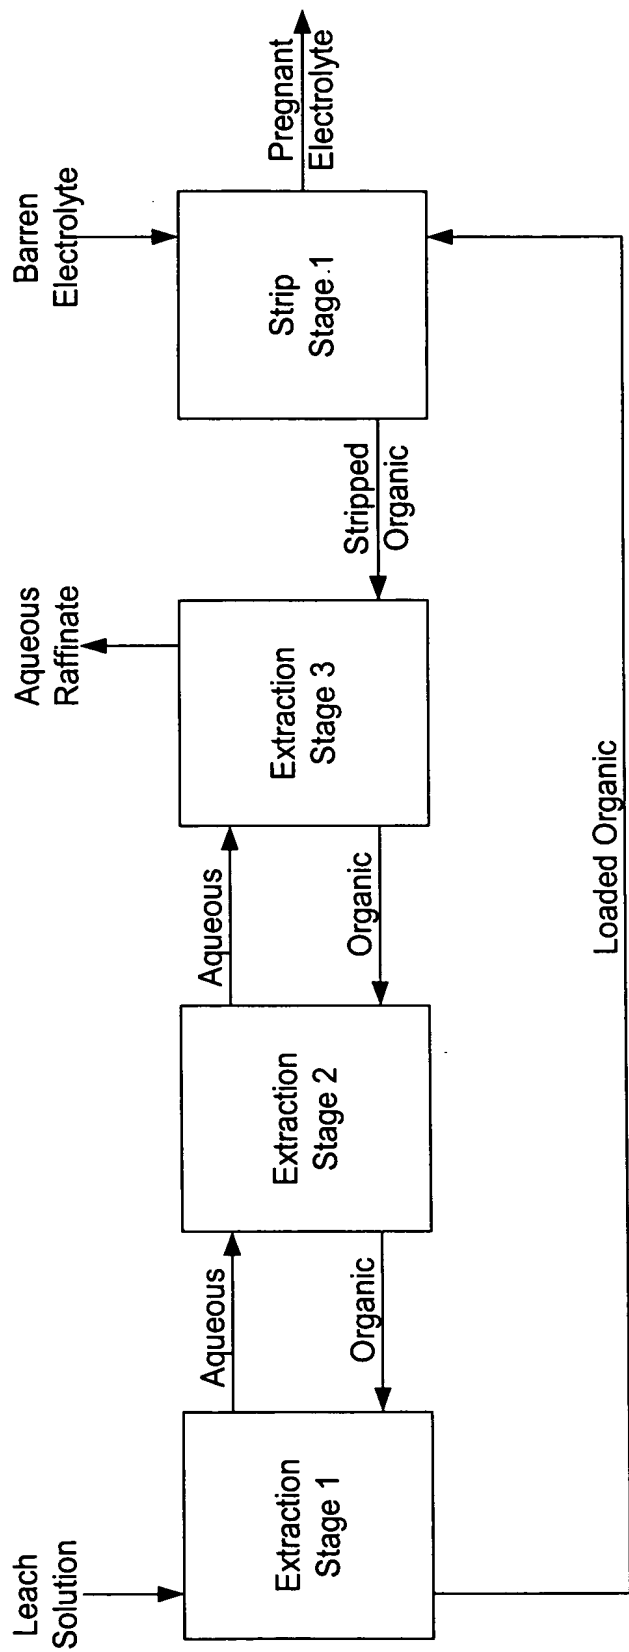 Leach
Solution
Extraction
Stage 1
Aqueous
Organic
Extraction
Stage 2
Aqueous
Organic
Extraction
Stage 3
Aqueous
Raffinate
Stripped
Organic
Strip
Stage 1
Barren
Electrolyte
Pregnant
Electrolyte
Loaded Organic